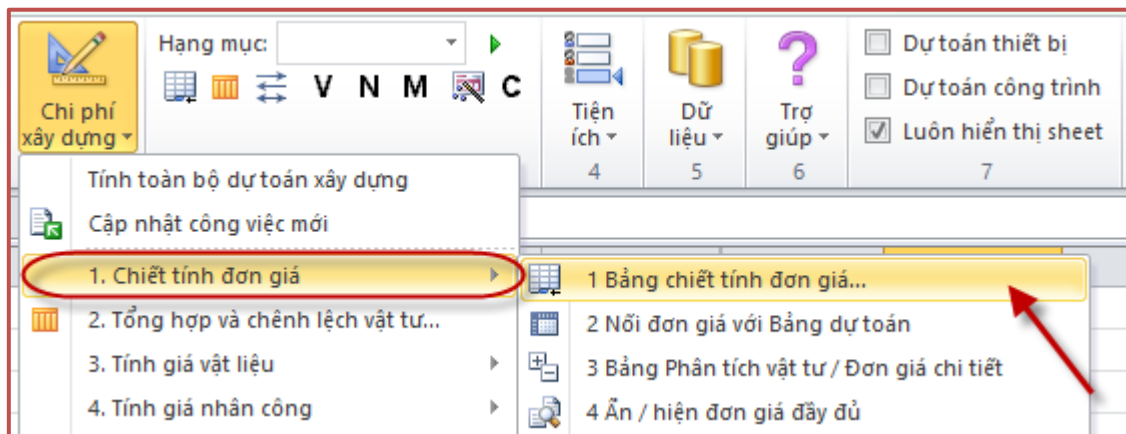 Hạng mục:
V N M C
Chi phí
xây dựng
Tiện
ích
4
Dữ
liệu
5
Trợ
giúp
6
Dự toán thiết bị
Dự toán công trình
Luôn hiển thị sheet
7
Tính toàn bộ dự toán xây dựng
Cập nhật công việc mới
1. Chiết tính đơn giá
2. Tổng hợp và chênh lệch vật tư...
3. Tính giá vật liệu
4. Tính giá nhân công
1 Bảng chiết tính đơn giá...
2 Nối đơn giá với Bảng dự toán
3 Bảng Phân tích vật tư / Đơn giá chi tiết
4 Ẩn / hiện đơn giá đầy đủ